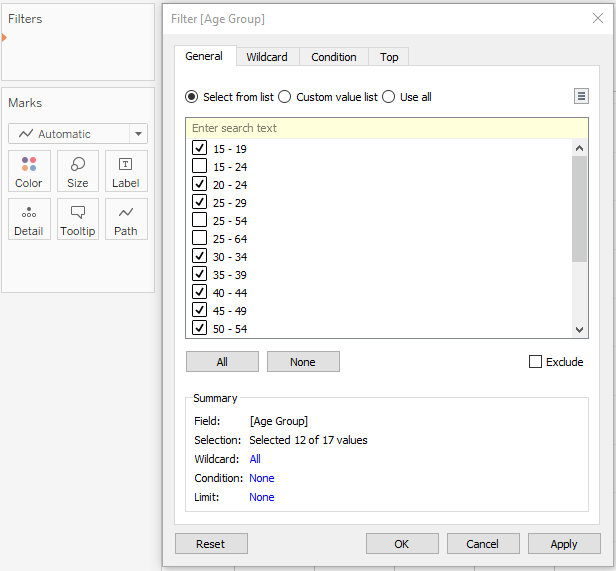 Filters
Marks
Automatic
Color Size Label
Detail Tooltip Path
Filter [Age Group]
General Wildcard Condition Top
Select from list Custom value list Use all
Enter search text
15 - 19
15 - 24
20 - 24
25 - 29
25 - 54
25 - 64
30 - 34
35 - 39
40 - 44
45 - 49
50 - 54
All None Exclude
Summary
Field: [Age Group]
Selection: Selected 12 of 17 values
Wildcard: All
Condition: None
Limit: None
Reset OK Cancel Apply